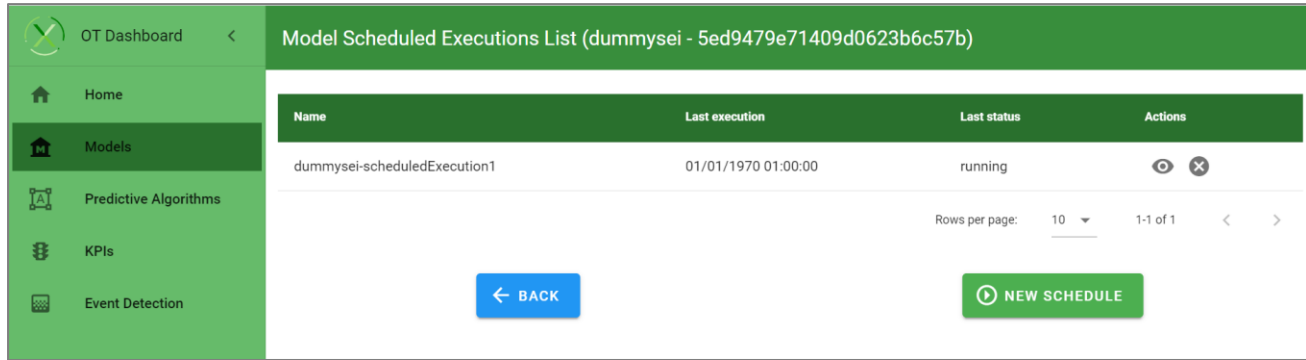 OT Dashboard <
Model Scheduled Executions List (dummysei - 5ed9479e71409d0623b6c57b)
Home
Models
Predictive Algorithms
KPIs
Event Detection
Name Last execution Last status Actions
dummysei-scheduledExecution1 01/01/1970 01:00:00 running
Rows per page: 10 1-1 of 1 < >
BACK
NEW SCHEDULE